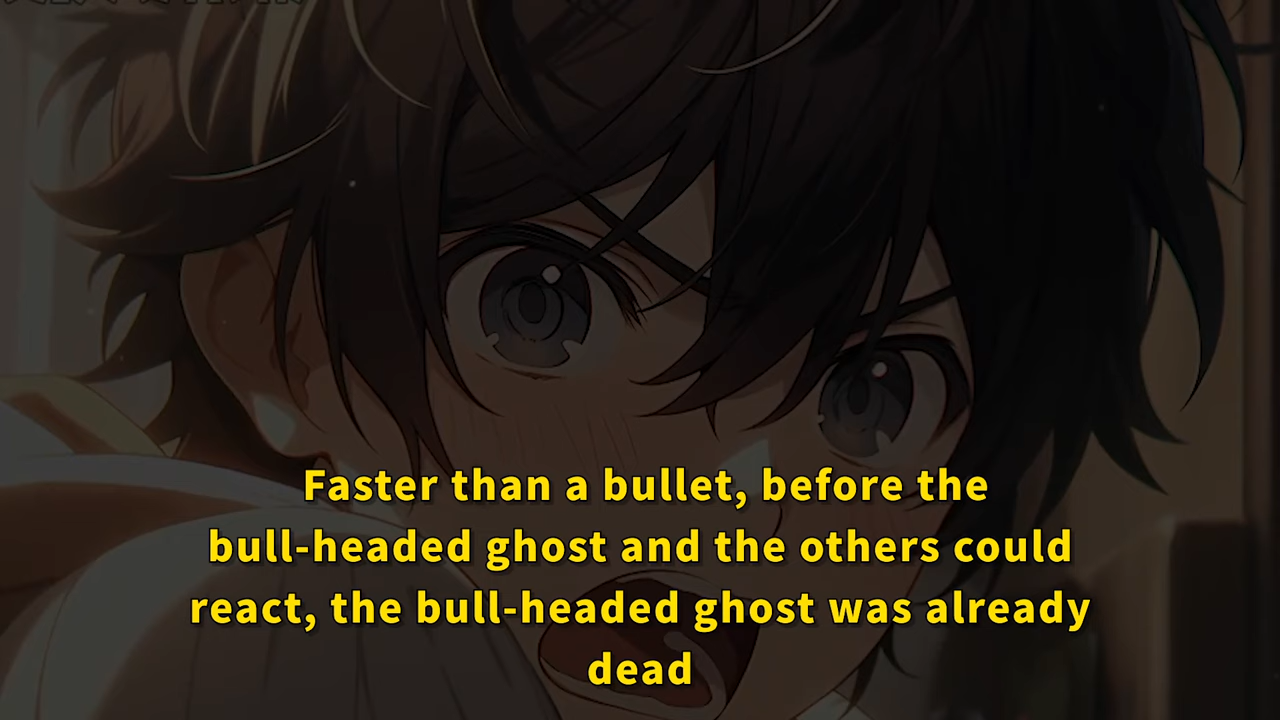 Faster than a bullet, before the
bull-headed ghost and the others could
react, the bull-headed ghost was already
dead